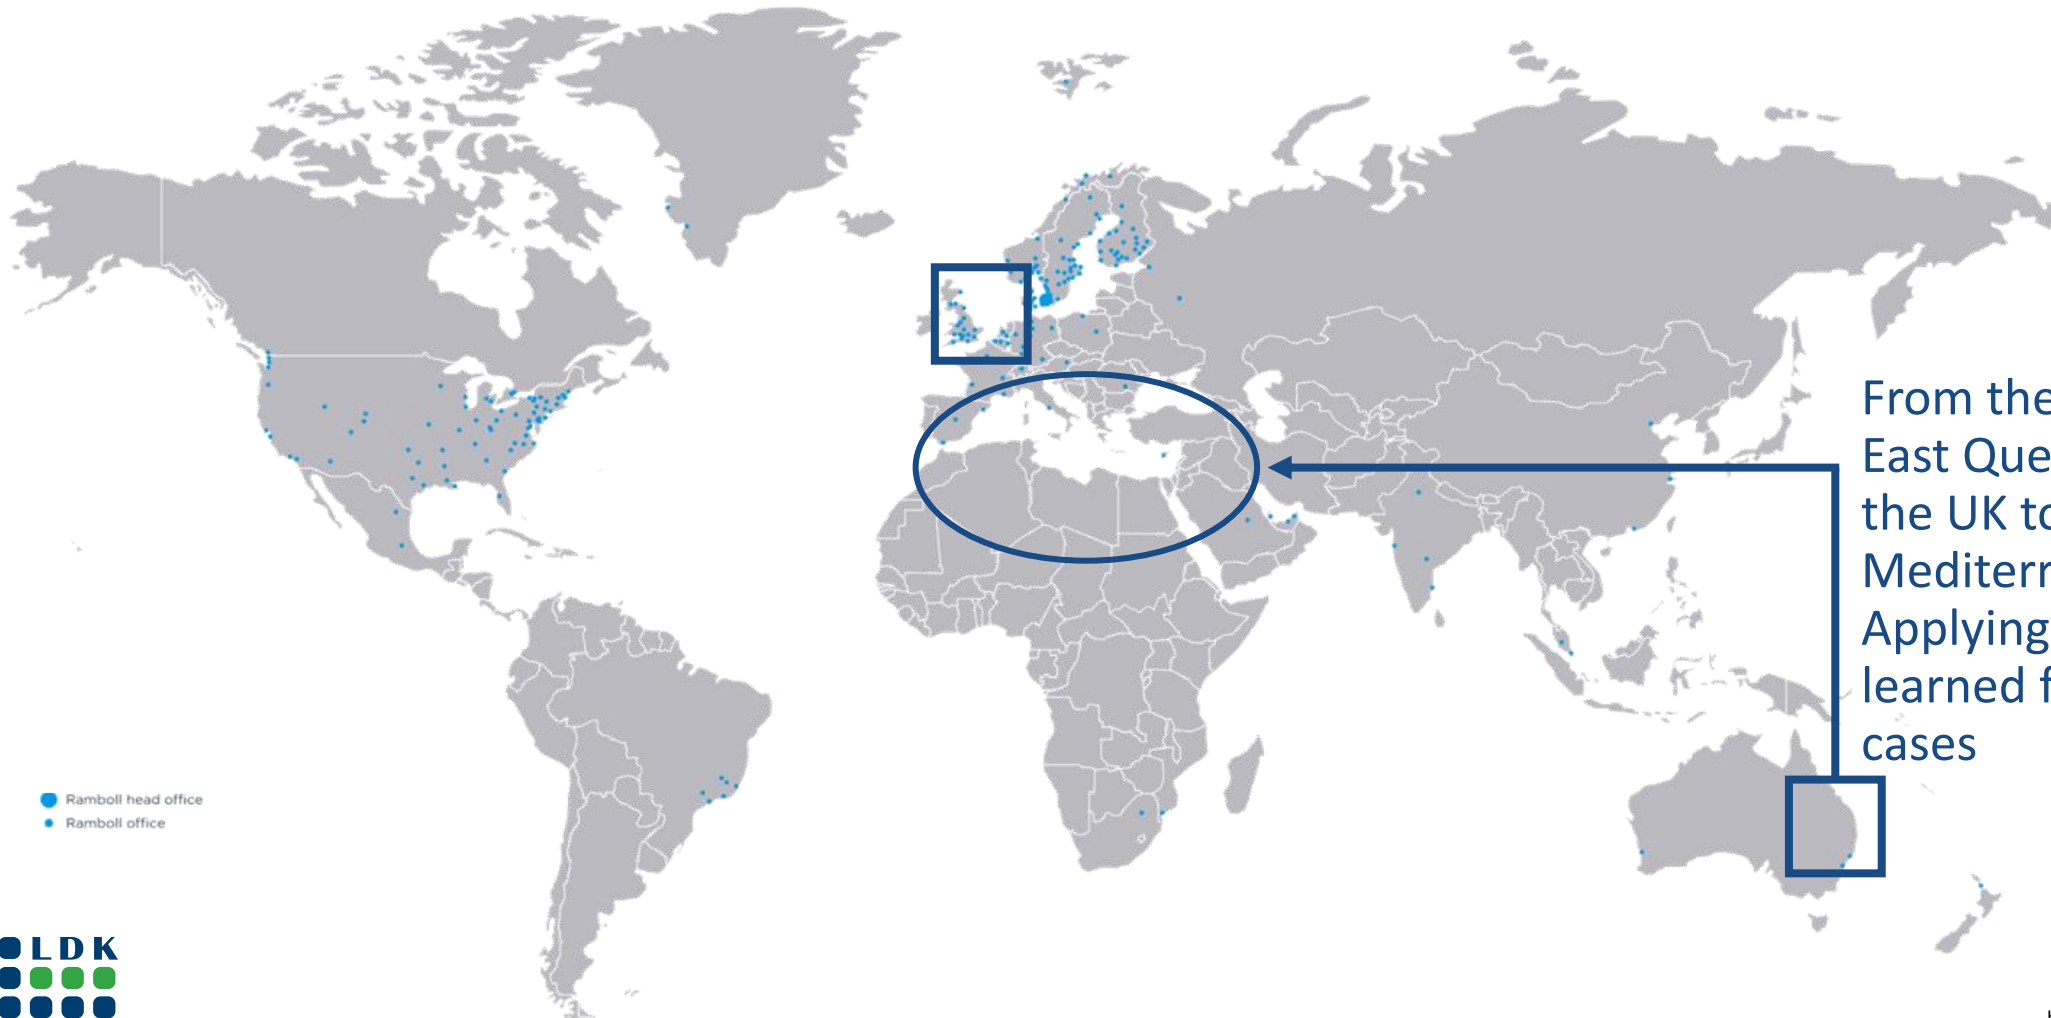 From the
East Que
the UK to
Mediterr
Applying
learned f
cases
Ramboll head office
Ramboll office
LDK